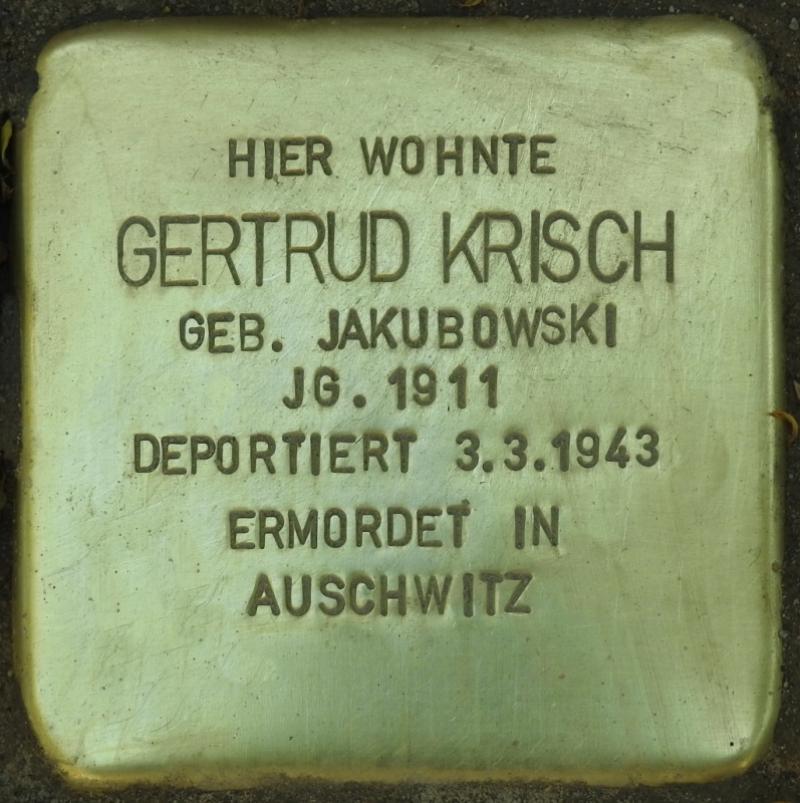 HIER WOHNTE
GERTRUD KRISCH
GEB. JAKUBOWSKI
JG. 1911
DEPORTIERT 3.3.1943
ERMORDET IN
AUSCHWITZ